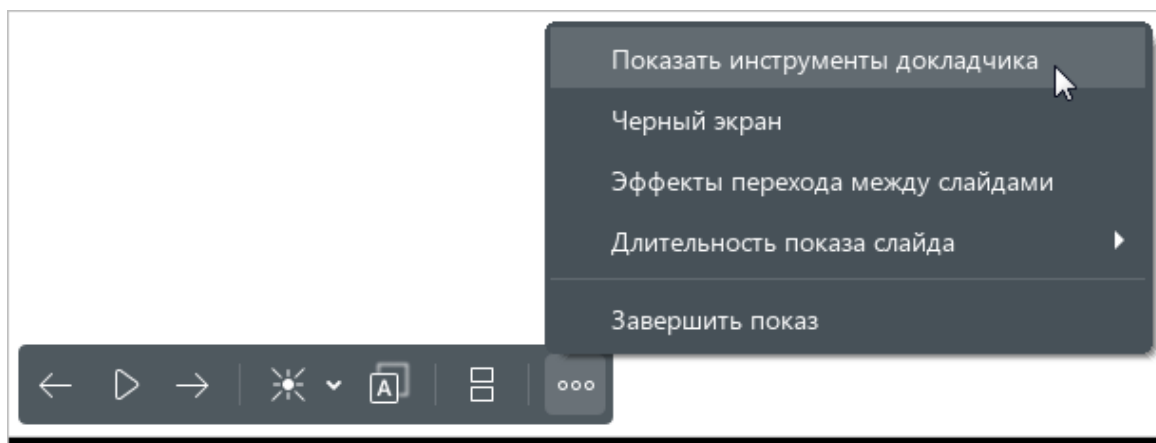 Показать инструменты докладчика
Черный экран
Эффекты перехода между слайдами
Длительность показа слайда
Завершить показ
A